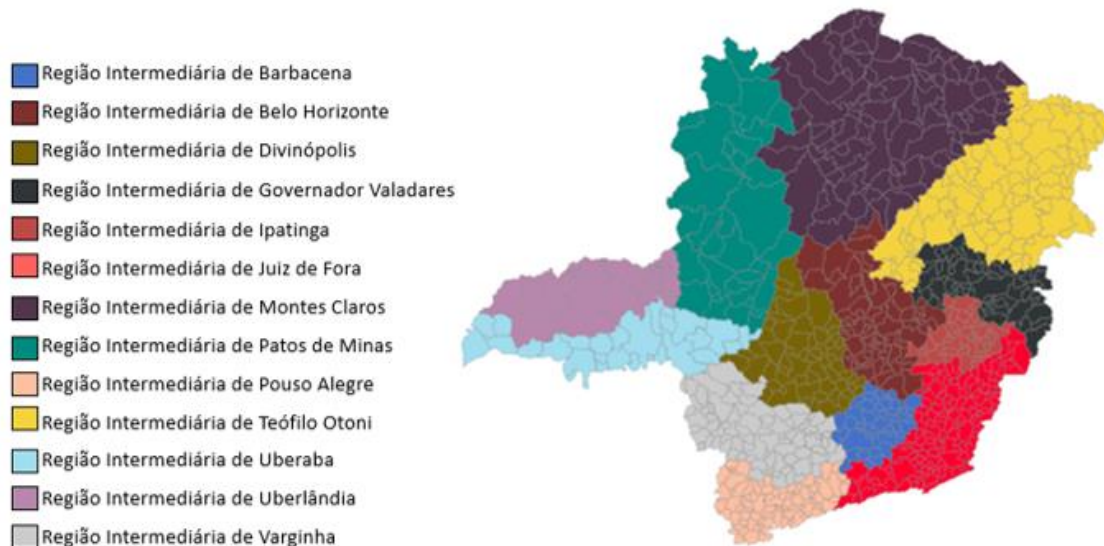 Região Intermediária de Barbacena
Região Intermediária de Belo Horizonte
Região Intermediária de Divinópolis
Região Intermediária de Governador Valadares
Região Intermediária de Ipatinga
Região Intermediária de Juiz de Fora
Região Intermediária de Montes Claros
Região Intermediária de Patos de Minas
Região Intermediária de Pouso Alegre
Região Intermediária de Teófilo Otoni
Região Intermediária de Uberaba
Região Intermediária de Uberlândia
Região Intermediária de Varginha